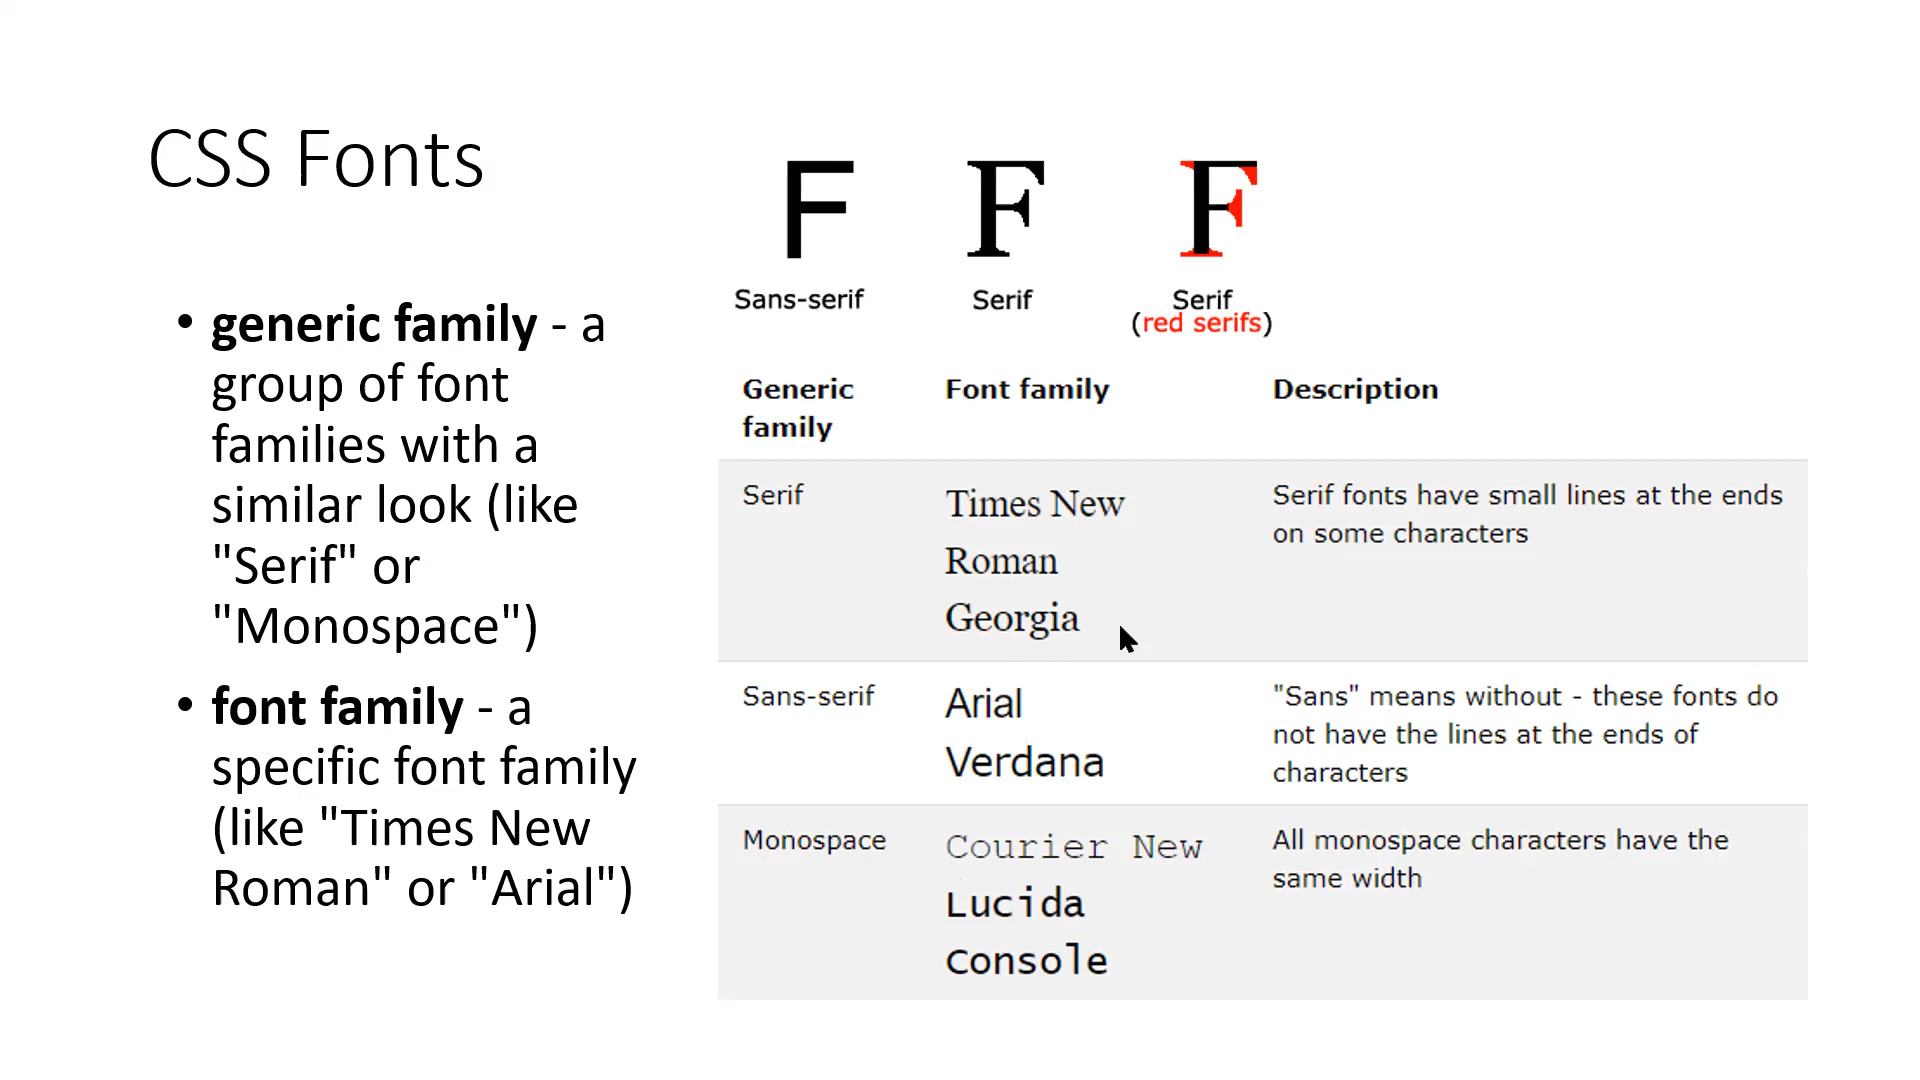 CSS Fonts
• generic family - a
group of font
families with a
similar look (like
"Serif" or
"Monospace")
• font family - a
specific font family
(like "Times New
Roman" or "Arial")
F F F
Sans-serif Serif Serif
(red serifs)
Generic
family
Font family
Description
Serif
Times New
Roman
Georgia
Serif fonts have small lines at the ends
on some characters
Sans-serif
Arial
Verdana
"Sans" means without - these fonts do
not have the lines at the ends of
characters
Monospace
Courier New
Lucida
Console
All monospace characters have the
same width